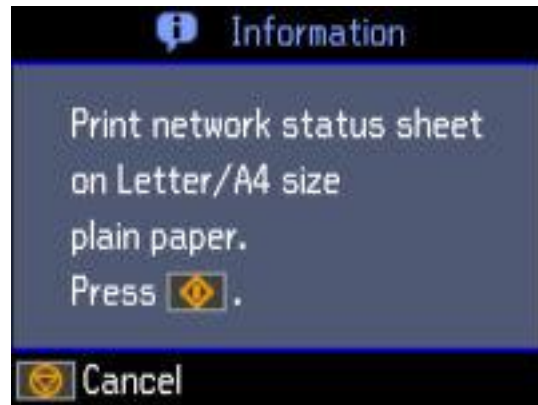 Information
Print network status sheet
on Letter/A4 size
plain paper.
Press .
Cancel